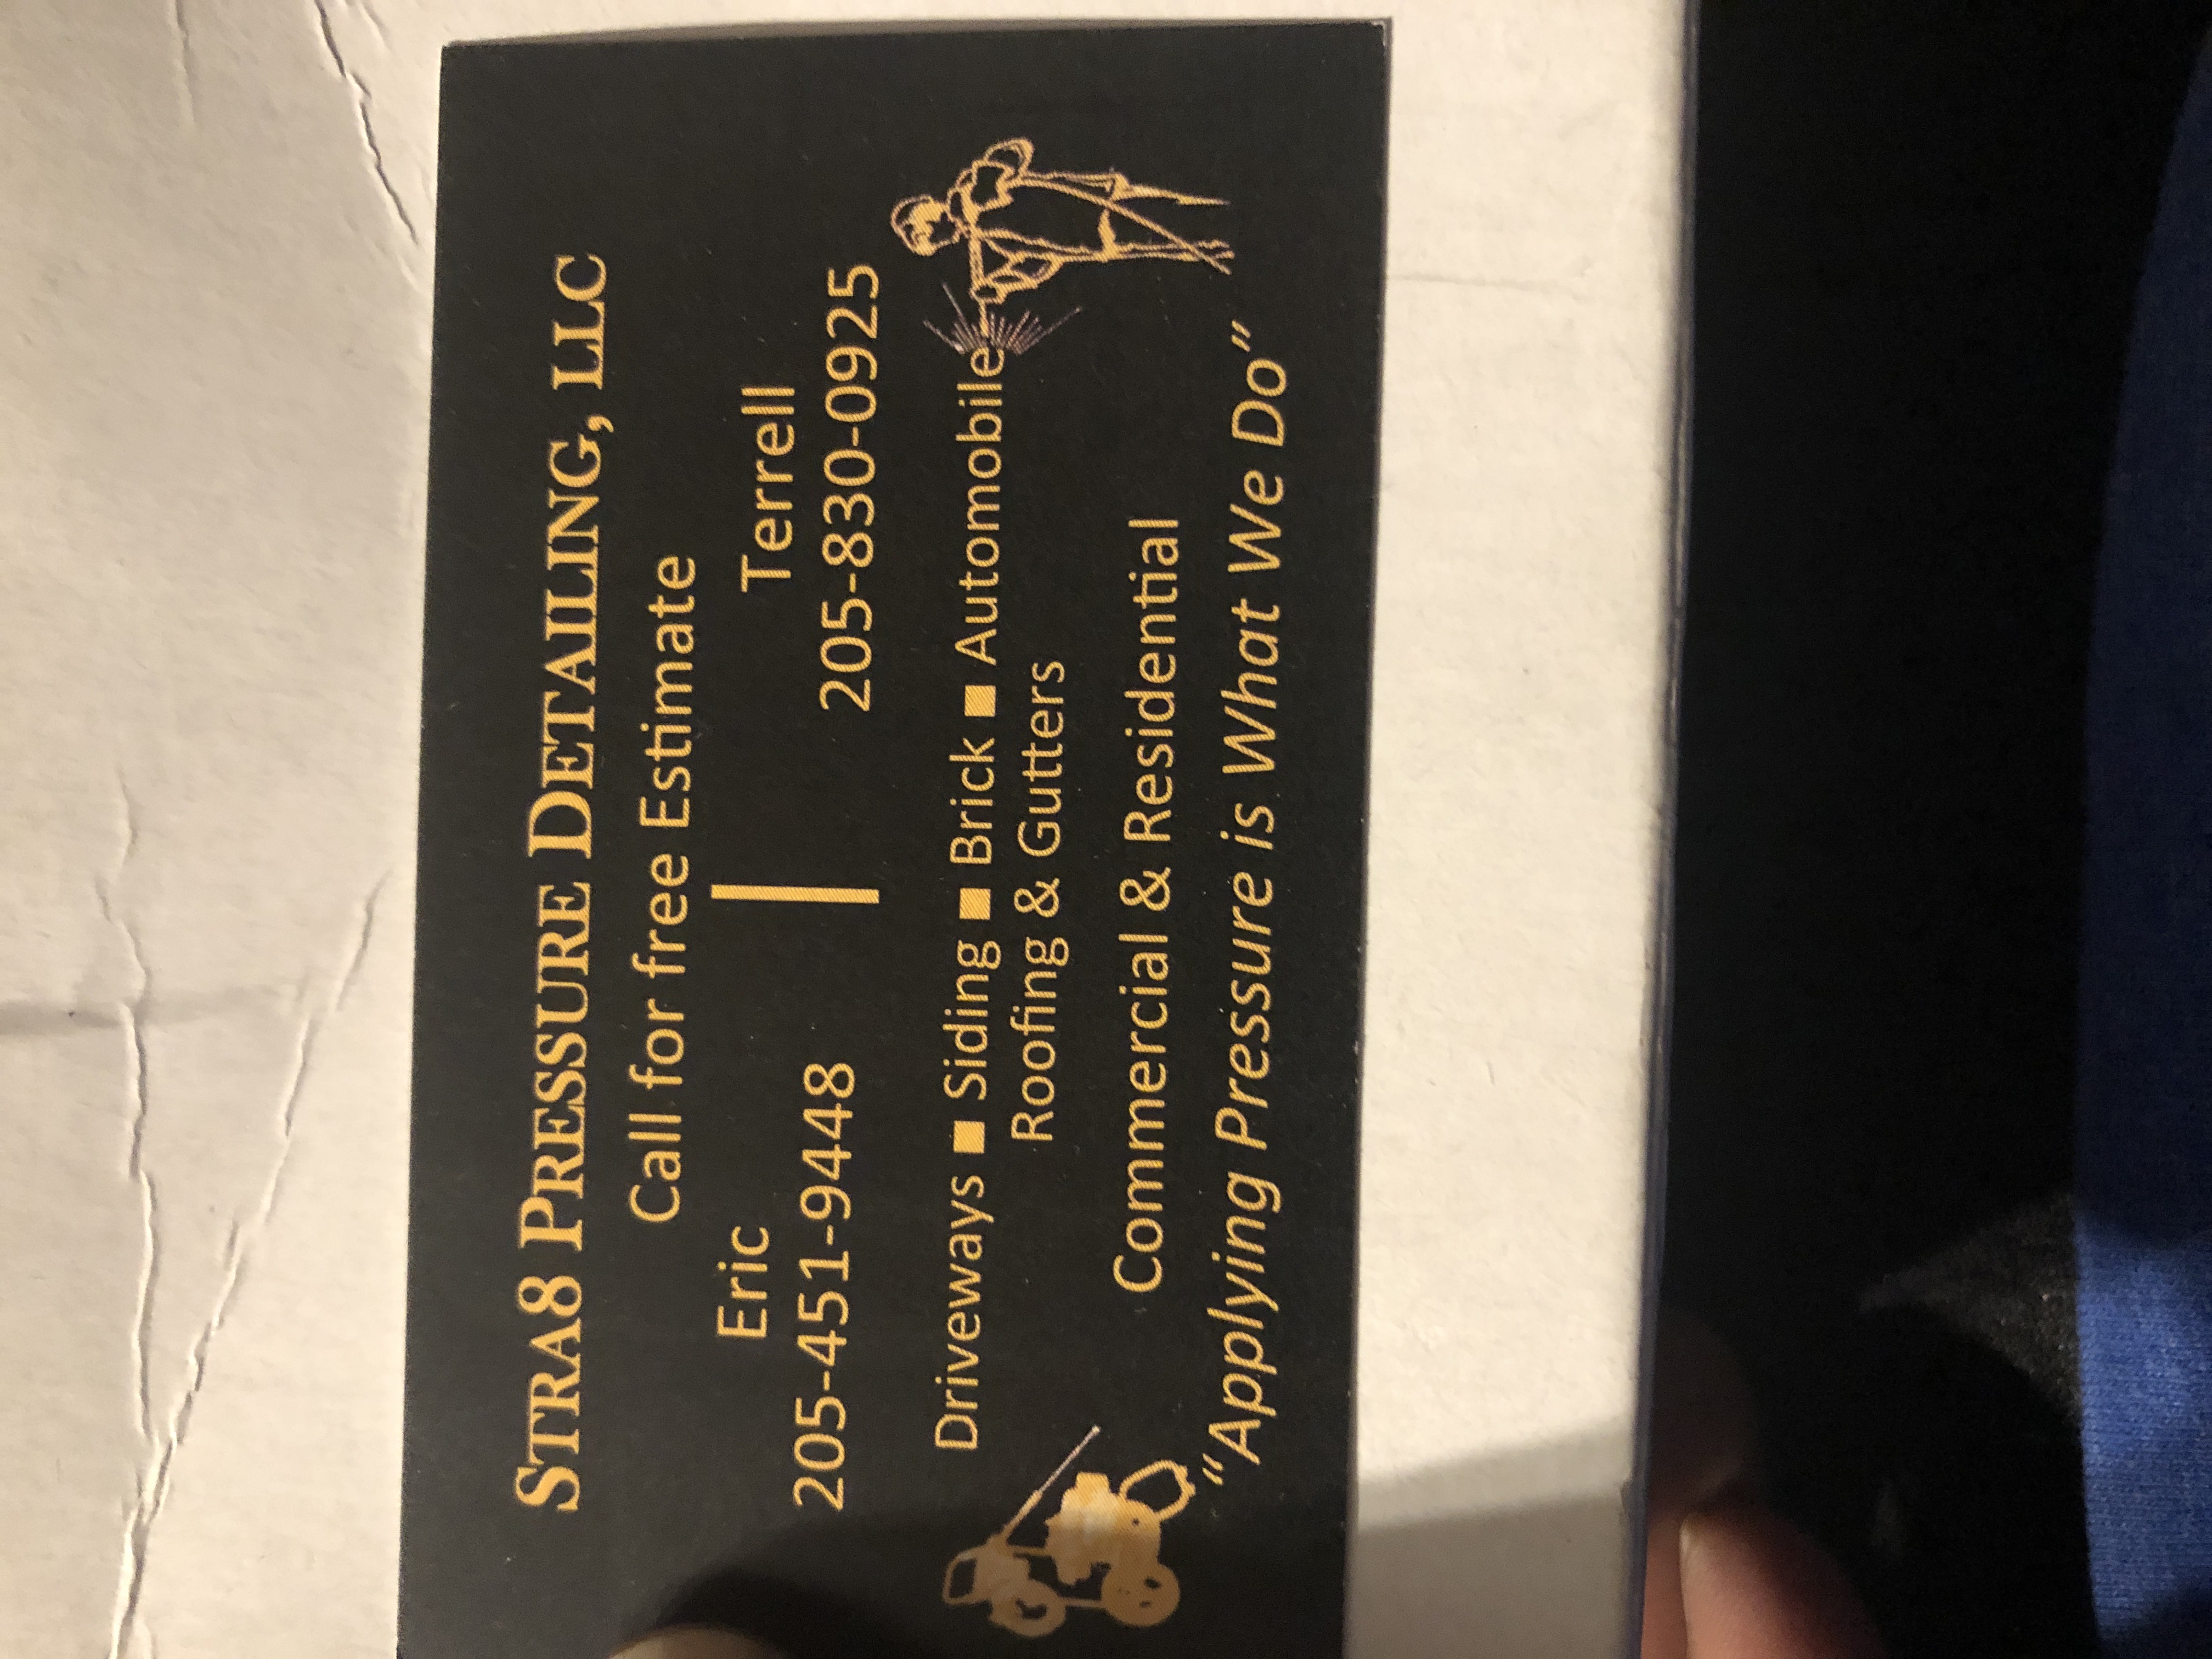 STRA8 PRESSURE DETAILING, LLC
Call for free Estimate
Eric | Terrell
205-451-9448 205-830-0925
Driveways ■ Siding ■ Brick ■ Automobile
Roofing & Gutters
Commercial & Residential
“Applying Pressure is What We Do”